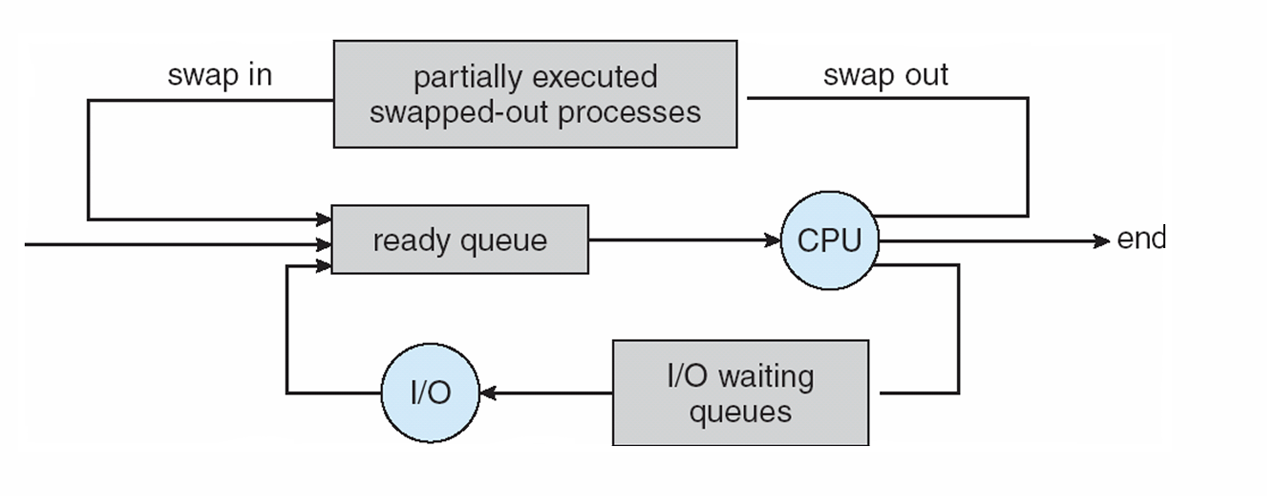 swap in
partially executed
swapped-out processes
swap out
ready queue
CPU
end
I/O
I/O waiting
queues